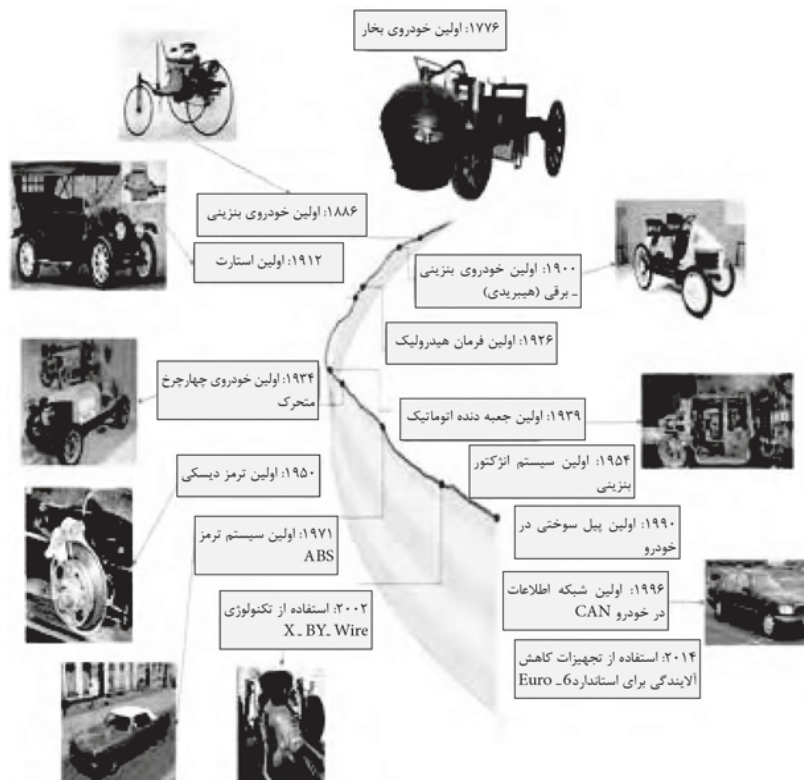 ۱۷۷۶: اولین خودروی بخار
۱۸۸۶: اولین خودروی بنزینی
۱۹۰۰: اولین خودروی بنزینی
ـ برقی (هیبریدی)
۱۹۱۲: اولین استارت
۱۹۲۶: اولین فرمان هیدرولیک
۱۹۳۴: اولین خودروی چهارچرخ
متحرک
۱۹۳۹: اولین جعبه دنده اتوماتیک
۱۹۵۰: اولین ترمز دیسکی
۱۹۵۴: اولین سیستم انژکتور
بنزینی
۱۹۷۱: اولین سیستم ترمز
ABS
۱۹۹۰: اولین پیل سوختی در
خودرو
۱۹۹۶: اولین شبکه اطلاعات
در خودرو CAN
۲۰۰۲: استفاده از تکنولوژی
X ـ BY ـ Wire
۲۰۱۴: استفاده از تجهیزات کاهش
آلایندگی برای استاندارد Euro ـ 6